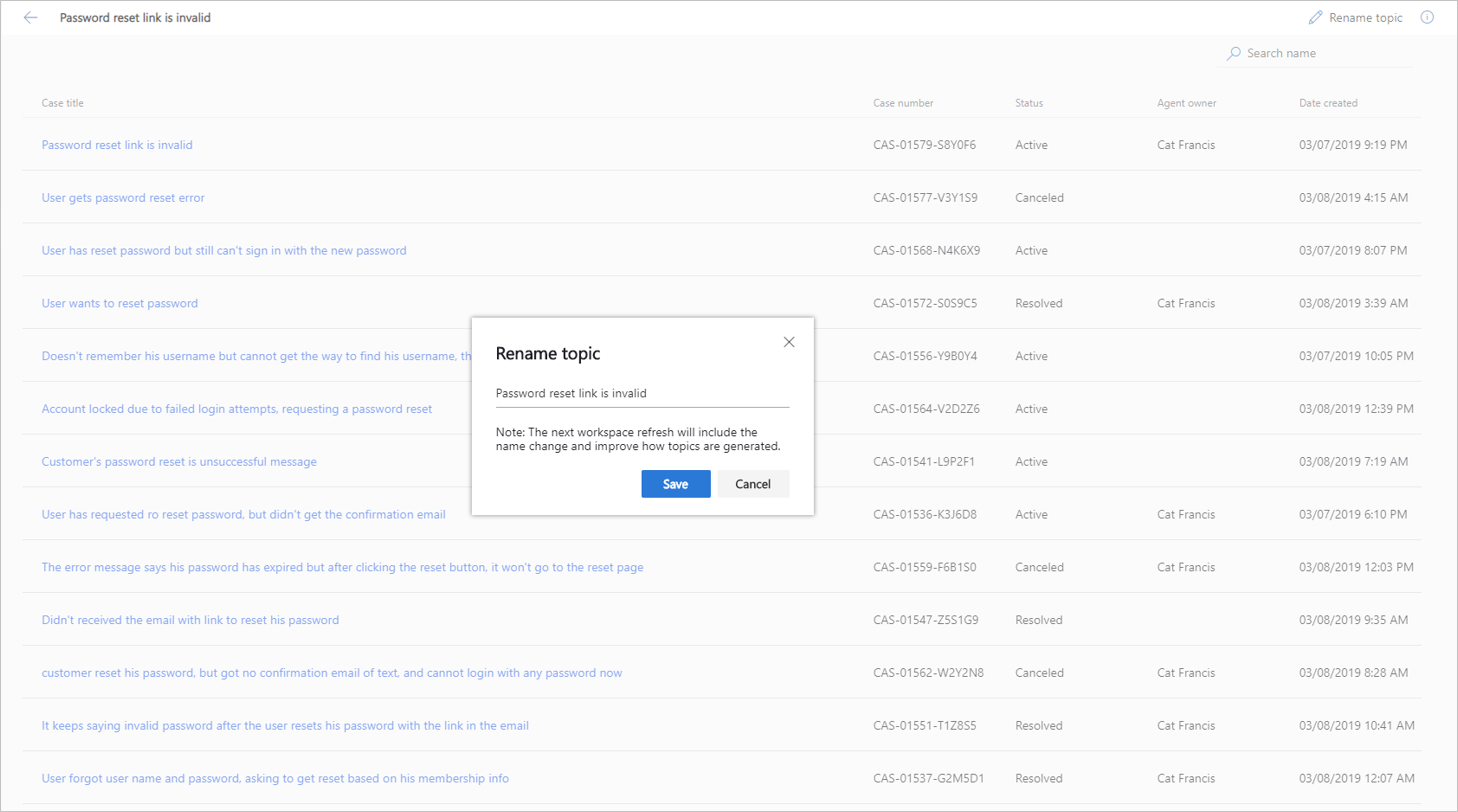 Password reset link is invalid Rename topic
Search name
Case title Case number Status Agent owner Date created
Password reset link is invalid CAS-01579-S8Y0F6 Active Cat Francis 03/07/2019 9:19 PM
User gets password reset error CAS-01577-V3Y1S9 Canceled 03/08/2019 4:15 AM
User has reset password but still can't sign in with the new password CAS-01568-N4K6X9 Active 03/07/2019 8:07 PM
User wants to reset password CAS-01572-S0S9C5 Resolved Cat Francis 03/08/2019 3:39 AM
Doesn't remember his username but cannot get the way to find his username, th CAS-01556-Y9B0Y4 Active 03/07/2019 10:05 PM
Account locked due to failed login attempts, requesting a password reset CAS-01564-V2D2Z6 Active 03/08/2019 12:39 PM
Customer's password reset is unsuccessful message CAS-01541-L9P2F1 Active 03/08/2019 7:19 AM
User has requested ro reset password, but didn't get the confirmation email CAS-01536-K3J6D8 Active Cat Francis 03/07/2019 6:10 PM
The error message says his password has expired but after clicking the reset button, it won't go to the reset page CAS-01559-F6B1S0 Canceled Cat Francis 03/08/2019 12:03 PM
Didn't received the email with link to reset his password CAS-01547-Z5S1G9 Resolved 03/08/2019 9:35 AM
customer reset his password, but got no confirmation email of text, and cannot login with any password now CAS-01562-W2Y2N8 Canceled Cat Francis 03/08/2019 8:28 AM
It keeps saying invalid password after the user resets his password with the link in the email CAS-01551-T1Z8S5 Resolved Cat Francis 03/08/2019 10:41 AM
User forgot user name and password, asking to get reset based on his membership info CAS-01537-G2M5D1 Resolved Cat Francis 03/08/2019 12:07 AM
Rename topic
Password reset link is invalid
Note: The next workspace refresh will include the
name change and improve how topics are generated.
Save Cancel